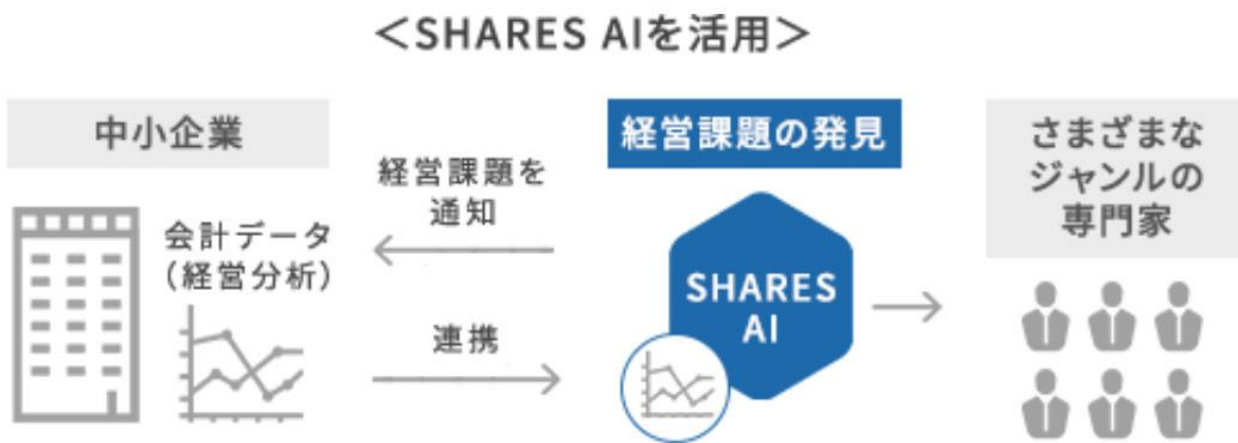 ＜SHARES AIを活用＞
中小企業
会計データ
（経営分析）
経営課題を
通知
連携
経営課題の発見
SHARES
AI
さまざまな
ジャンルの
専門家